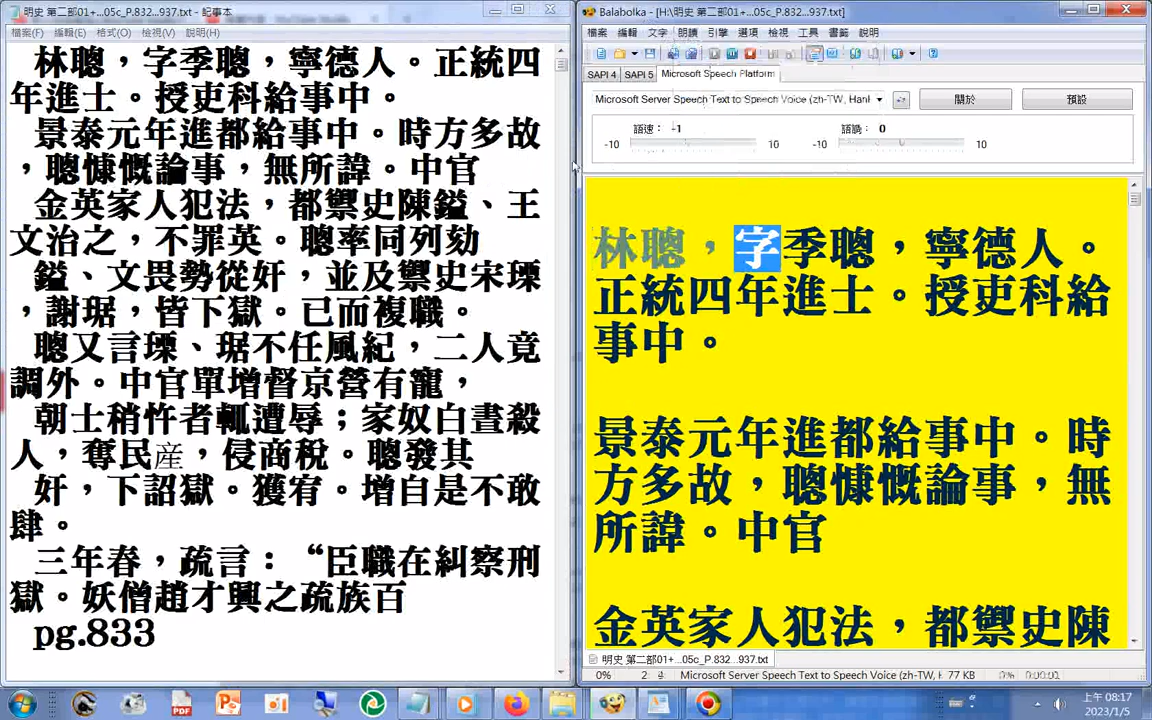 明史 第二部01+...05c_P.832...937.txt - 記事本
檔案(F) 編輯(E) 格式(O) 檢視(V) 說明(H)
林聰，字季聰，寧德人。正統四
年進士。授吏科給事中。
景泰元年進都給事中。時方多故
，聰慷慨論事，無所諱。中官
金英家人犯法，都禦史陳鎰、王
文治之，不罪英。聰率同列劾
鎰、文畏勢從奸，並及禦史宋瑮
，謝琚，皆下獄。已而複職。
聰又言瑮、琚不任風紀，二人竟
調外。中官單增督京營有寵，
朝士稍忤者輒遭辱；家奴白晝殺
人，奪民産，侵商稅。聰發其
奸，下詔獄。獲宥。增自是不敢
肆。
三年春，疏言：“臣職在糾察刑
獄。妖僧趙才興之疏族百
pg.833
Balabolka - [H:\明史 第二部01+...05c_P.832...937.txt]
檔案 編輯 文字 朗讀 引擎 選項 檢視 工具 書籤 說明
SAPI 4 SAPI 5 Microsoft Speech Platform
Microsoft Server Speech Text to Speech Voice (zh-TW, Han 關於 預設
語速： -1 語調： 0
-10 10 -10 10
林聰，字季聰，寧德人。
正統四年進士。授吏科給
事中。
景泰元年進都給事中。時
方多故，聰慷慨論事，無
所諱。中官
金英家人犯法，都禦史陳
明史 第二部01+...05c_P.832...937.txt
0% 2: 4 Microsoft Server Speech Text to Speech Voice (zh-TW, H 77 KB 0% 0:00:01
上午 08:17
2023/1/5